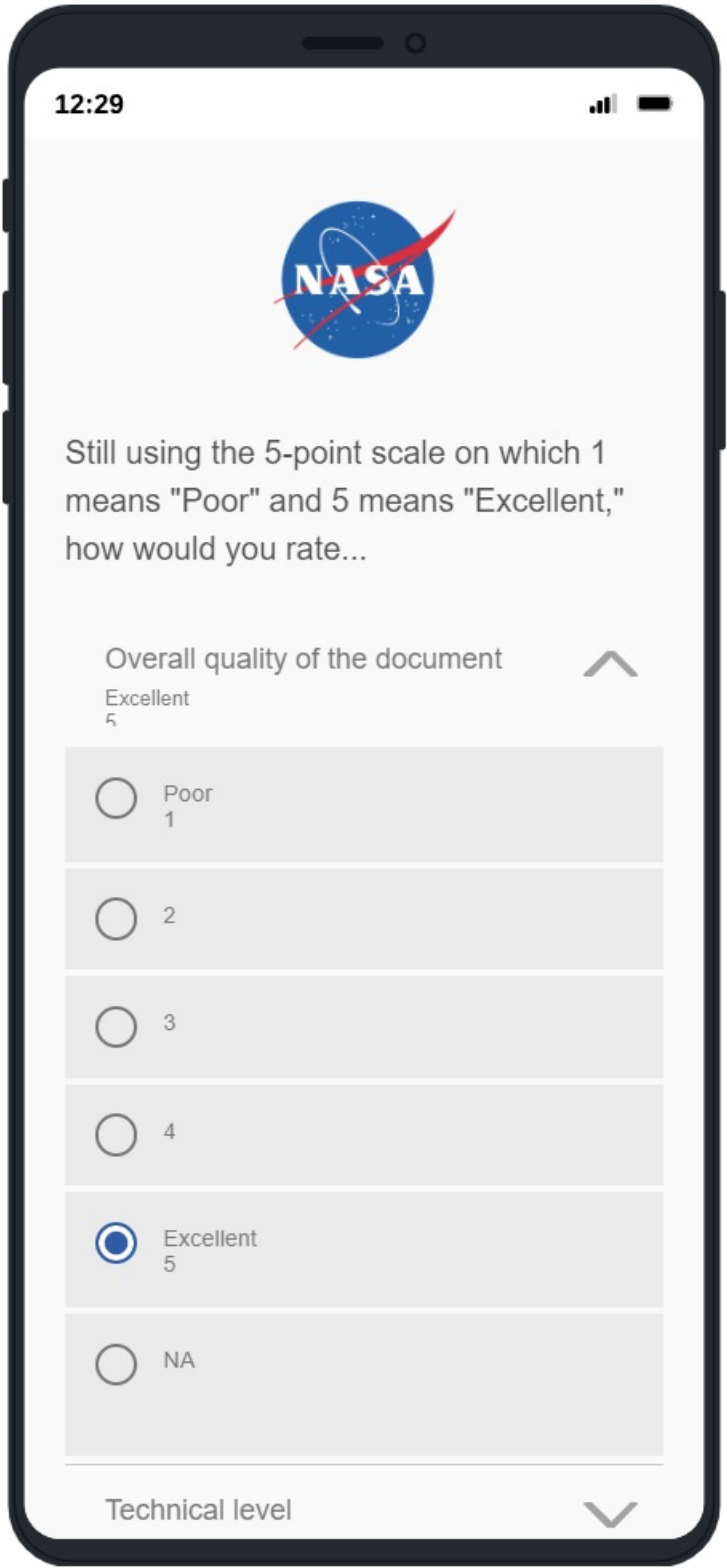 12:29
NASA
Still using the 5-point scale on which 1
means "Poor" and 5 means "Excellent,"
how would you rate...
Overall quality of the document
Excellent
5
Poor
1
2
3
4
Excellent
5
NA
Technical level